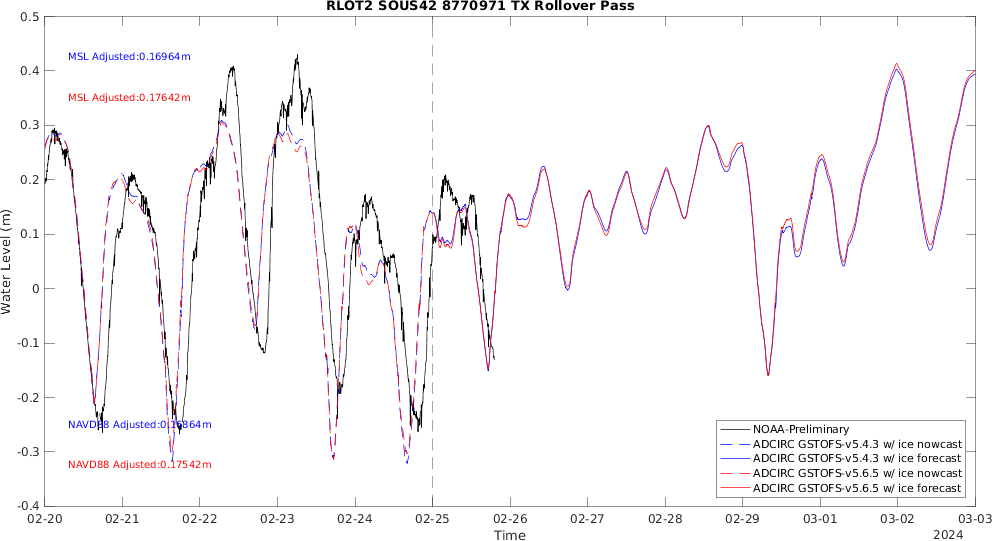 RLOT2 SOUS42 8770971 TX Rollover Pass
0.5
0.4
0.3
0.2
0.1
0
-0.1
-0.2
-0.3
-0.4
Water Level (m)
MSL Adjusted:0.16964m
MSL Adjusted:0.17642m
NAVD88 Adjusted:0.16864m
NAVD88 Adjusted:0.17542m
NOAA-Preliminary
ADCIRC GSTOFS-v5.4.3 w/ ice nowcast
ADCIRC GSTOFS-v5.4.3 w/ ice forecast
ADCIRC GSTOFS-v5.6.5 w/ ice nowcast
ADCIRC GSTOFS-v5.6.5 w/ ice forecast
02-20 02-21 02-22 02-23 02-24 02-25 02-26 02-27 02-28 02-29 03-01 03-02 03-03
Time
2024